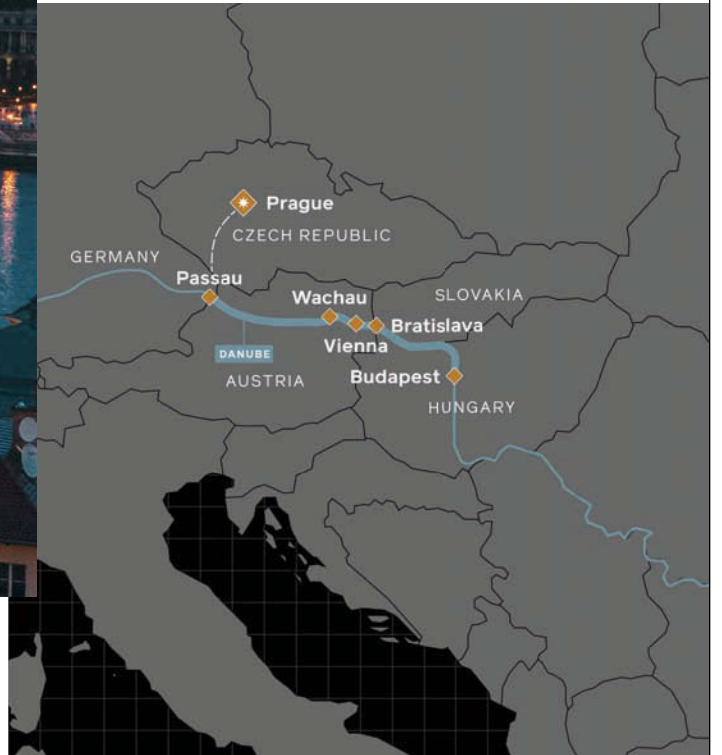 Prague
CZECH REPUBLIC
GERMANY
Passau
Wachau
SLOVAKIA
Bratislava
Vienna
DANUBE
Budapest
AUSTRIA
HUNGARY